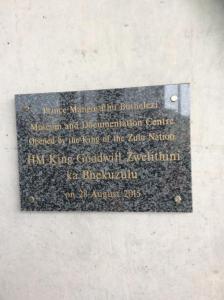 Prince Mangosuthu Buthelezi
Museum and Documentation Centre
Opened by the King of the Zulu Nation
HM King Goodwill Zwelithini
ka Bhekuzulu
on 28 August 2015